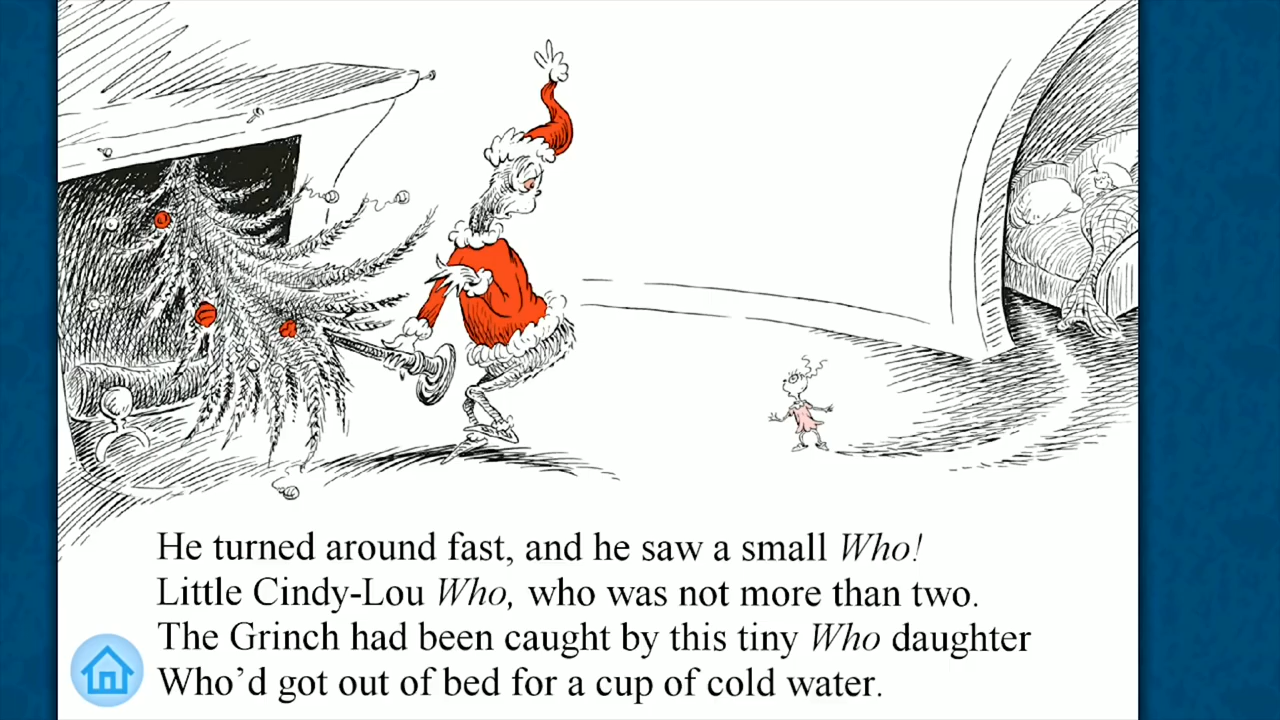 He turned around fast, and he saw a small Who!
Little Cindy-Lou Who, who was not more than two.
The Grinch had been caught by this tiny Who daughter
Who’d got out of bed for a cup of cold water.